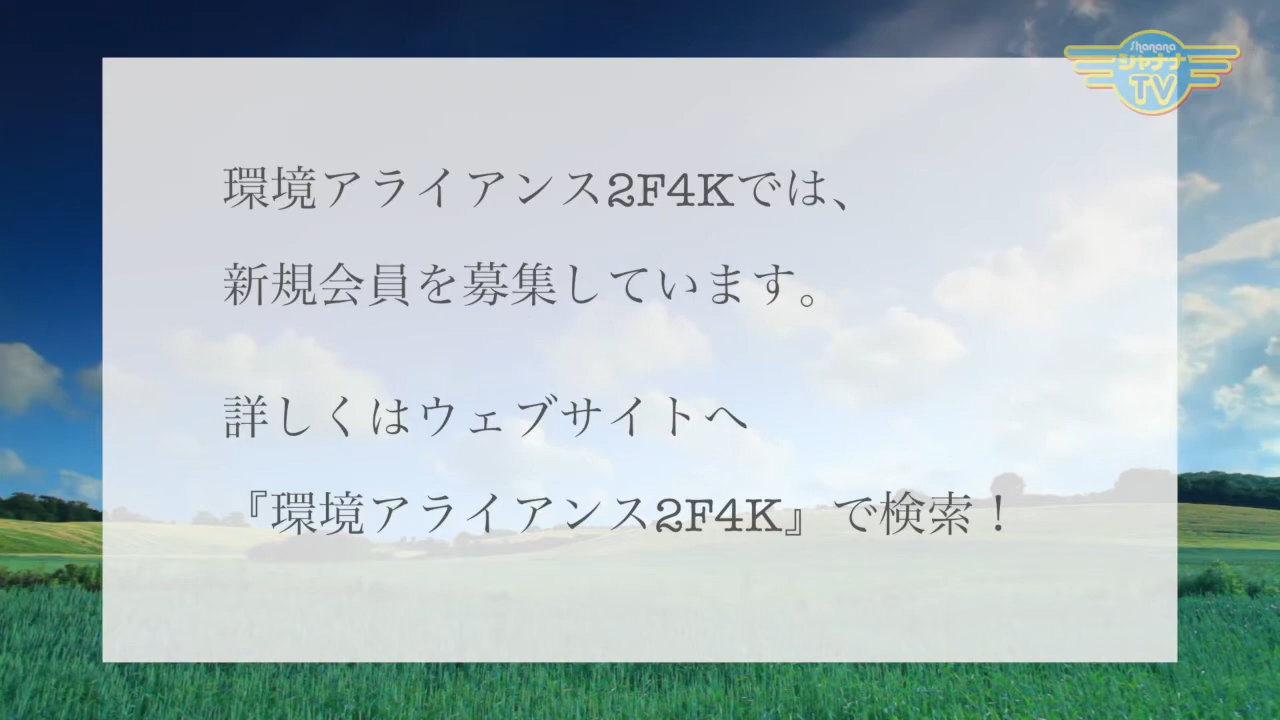 Shanana
シャナナ
TV
環境アライアンス2F4Kでは、
新規会員を募集しています。
詳しくはウェブサイトへ
『環境アライアンス2F4K』で検索！